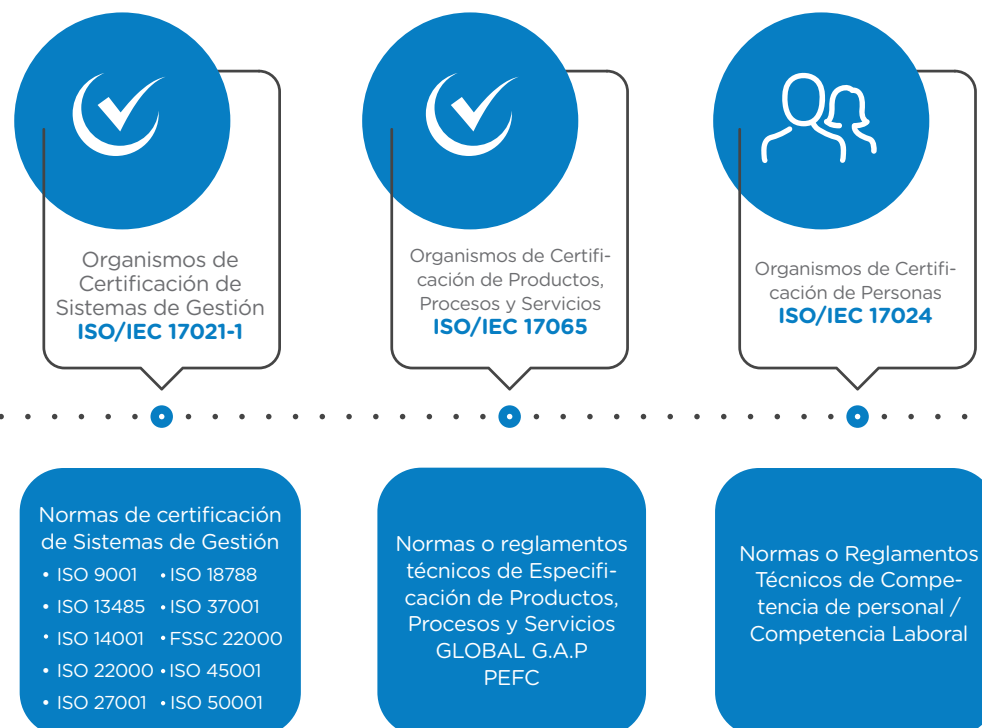 Organismos de
Certificación de
Sistemas de Gestión
ISO/IEC 17021-1
Organismos de Certifi-
cación de Productos,
Procesos y Servicios
ISO/IEC 17065
Organismos de Certifi-
cación de Personas
ISO/IEC 17024
Normas de certificación
de Sistemas de Gestión
• ISO 9001 • ISO 18788
• ISO 13485 • ISO 37001
• ISO 14001 • FSSC 22000
• ISO 22000 • ISO 45001
• ISO 27001 • ISO 50001
Normas o reglamentos
técnicos de Especifi-
cación de Productos,
Procesos y Servicios
GLOBAL G.A.P
PEFC
Normas o Reglamentos
Técnicos de Compe-
tencia de personal /
Competencia Laboral